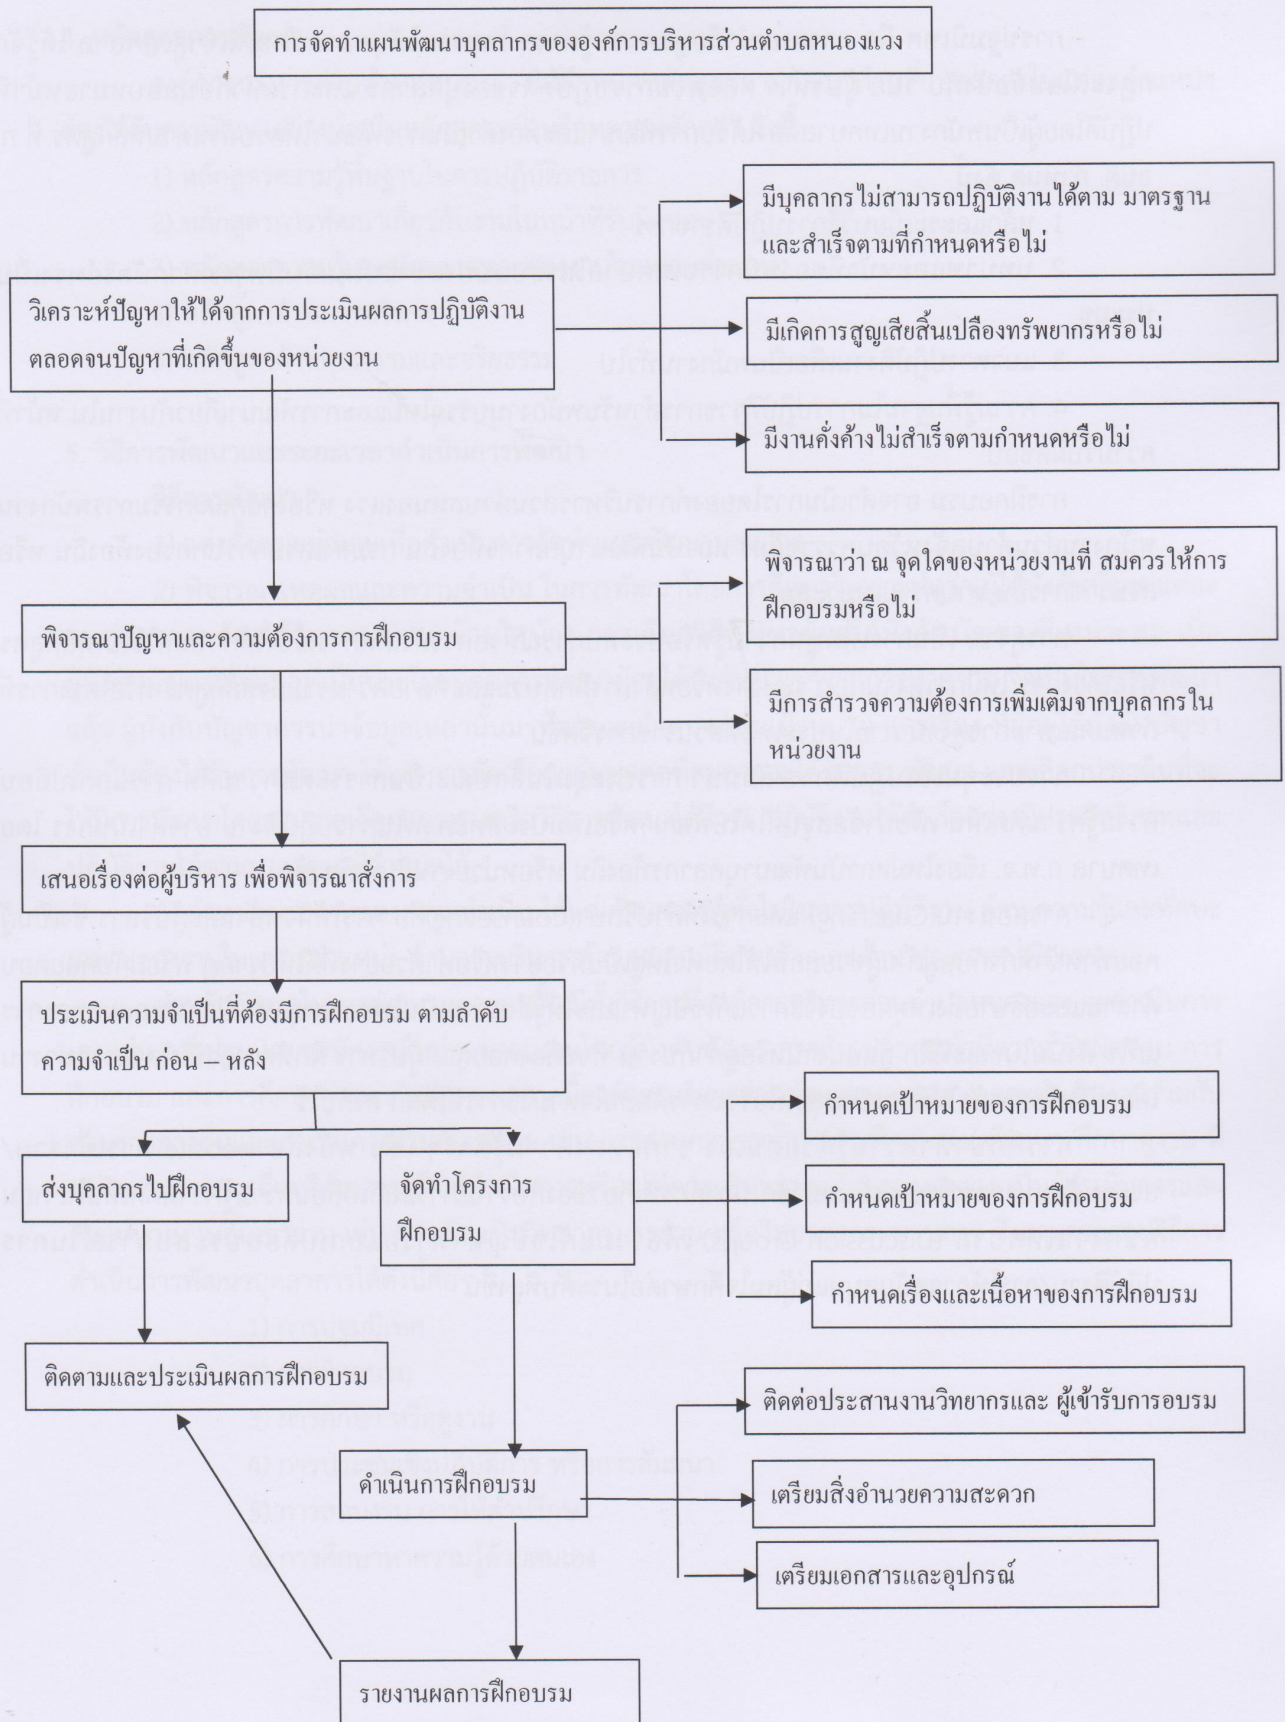 การจัดทำแผนพัฒนาบุคลากรขององค์การบริหารส่วนตำบลหนองแวง
มีบุคลากรไม่สามารถปฏิบัติงานได้ตาม มาตรฐาน
และสำเร็จตามที่กำหนดหรือไม่
วิเคราะห์ปัญหาให้ได้จากการประเมินผลการปฏิบัติงาน
ตลอดจนปัญหาที่เกิดขึ้นของหน่วยงาน
มีเกิดการสูญเสียสิ้นเปลืองทรัพยากรหรือไม่
มีงานคั่งค้างไม่สำเร็จตามกำหนดหรือไม่
พิจารณาว่า ณ จุดใดของหน่วยงานที่ สมควรให้การ
ฝึกอบรมหรือไม่
พิจารณาปัญหาและความต้องการการฝึกอบรม
มีการสำรวจความต้องการเพิ่มเติมจากบุคลากรใน
หน่วยงาน
เสนอเรื่องต่อผู้บริหาร เพื่อพิจารณาสั่งการ
ประเมินความจำเป็นที่ต้องมีการฝึกอบรม ตามลำดับ
ความจำเป็น ก่อน – หลัง
กำหนดเป้าหมายของการฝึกอบรม
ส่งบุคลากรไปฝึกอบรม
จัดทำโครงการ
ฝึกอบรม
กำหนดเป้าหมายของการฝึกอบรม
กำหนดเรื่องและเนื้อหาของการฝึกอบรม
ติดตามและประเมินผลการฝึกอบรม
ติดต่อประสานงานวิทยากรและ ผู้เข้ารับการอบรม
ดำเนินการฝึกอบรม
เตรียมสิ่งอำนวยความสะดวก
เตรียมเอกสารและอุปกรณ์
รายงานผลการฝึกอบรม